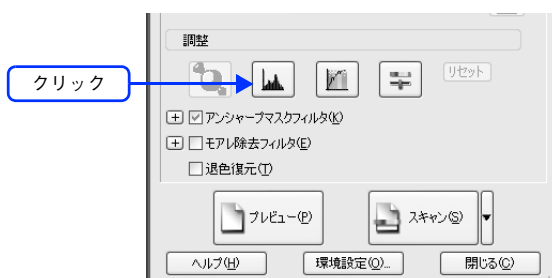 調整
クリック
リセット
アンシャープマスクフィルタ(K)
モアレ除去フィルタ(E)
退色復元(T)
プレビュー(P)
スキャン(S)
ヘルプ(H)
環境設定(O)...
閉じる(C)